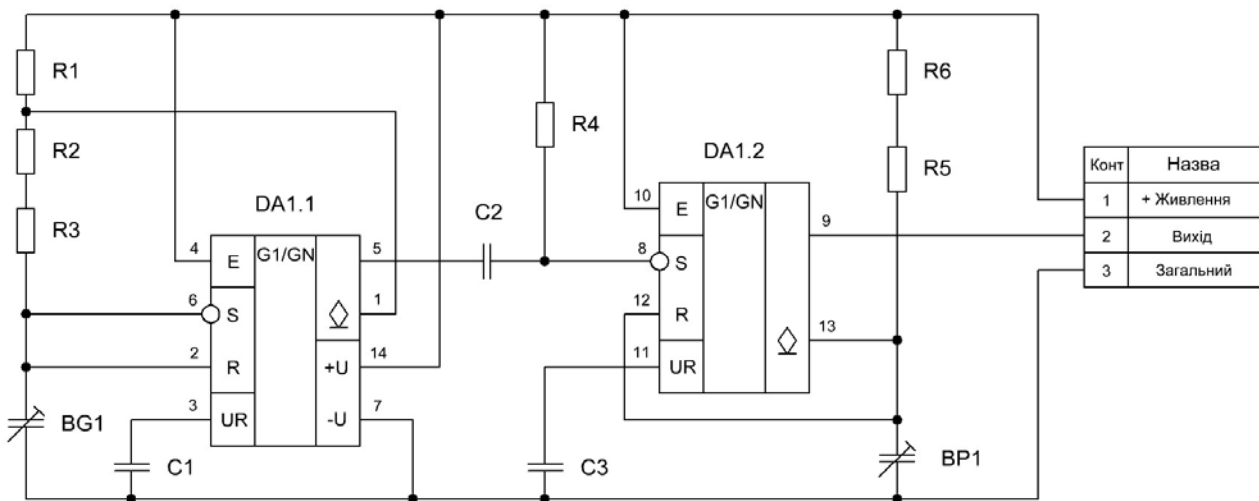 R1
R2
R3
BG1
C1
DA1.1
4 E G1/GN 5
6 S 1
2 R +U 14
3 UR -U 7
C2
R4
DA1.2
10 E G1/GN 9
8 S
12 R 13
11 UR
C3
R6
R5
BP1
Конт Назва
1 + Живлення
2 Вихід
3 Загальний